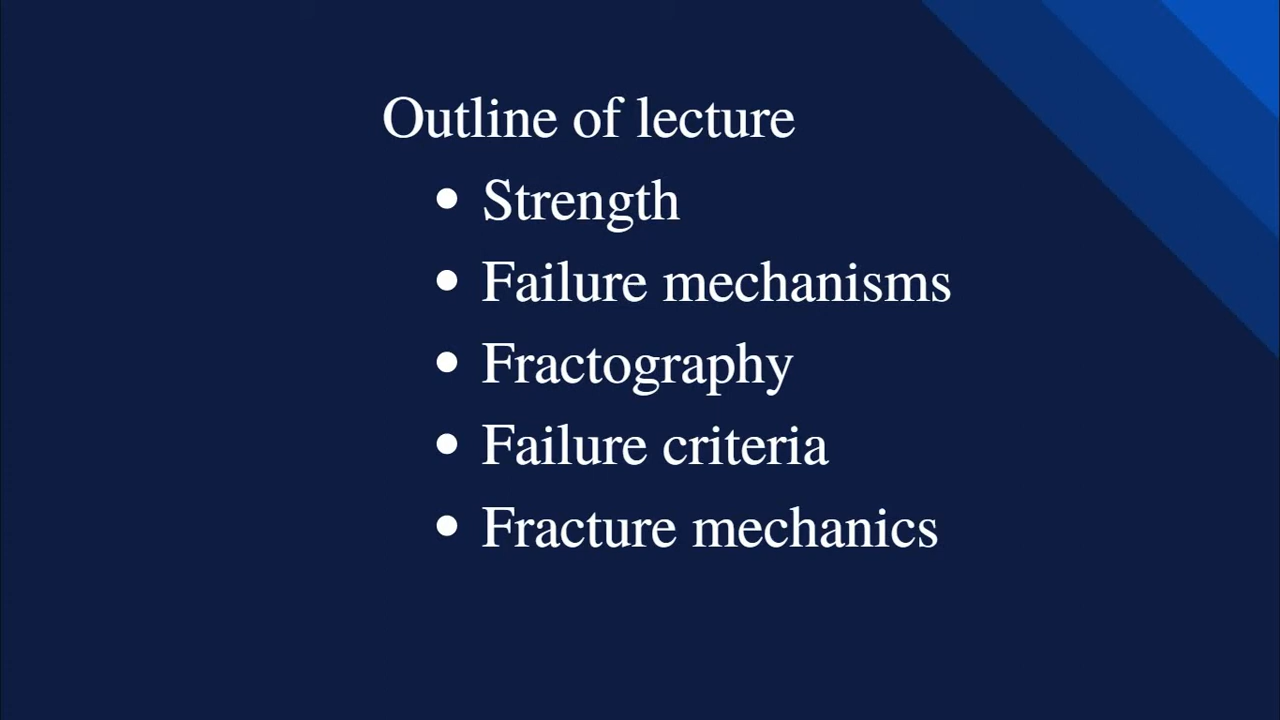 Outline of lecture
• Strength
• Failure mechanisms
• Fractography
• Failure criteria
• Fracture mechanics